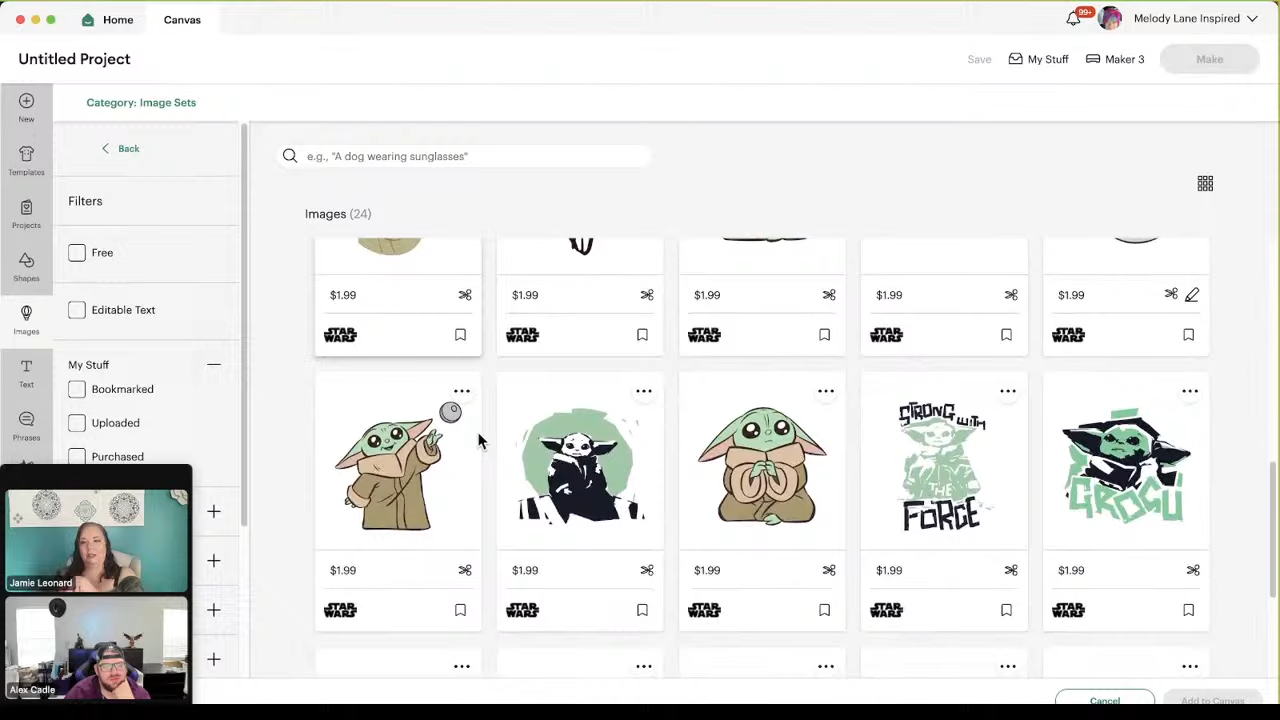 Home
Canvas
99+
Melody Lane Inspired
Untitled Project
Save
My Stuff
Maker 3
Make
New
Templates
Projects
Shapes
Images
Text
Phrases
Category: Image Sets
Back
Filters
Free
Editable Text
My Stuff
Bookmarked
Uploaded
Purchased
e.g., "A dog wearing sunglasses"
Images (24)
$1.99
$1.99
$1.99
$1.99
$1.99
STAR WARS
STAR WARS
STAR WARS
STAR WARS
STAR WARS
STRONG WITH
THE
FORCE
GROGU
$1.99
$1.99
$1.99
$1.99
$1.99
STAR WARS
STAR WARS
STAR WARS
STAR WARS
STAR WARS
Jamie Leonard
Alex Cadle
Cancel
Add to Canvas